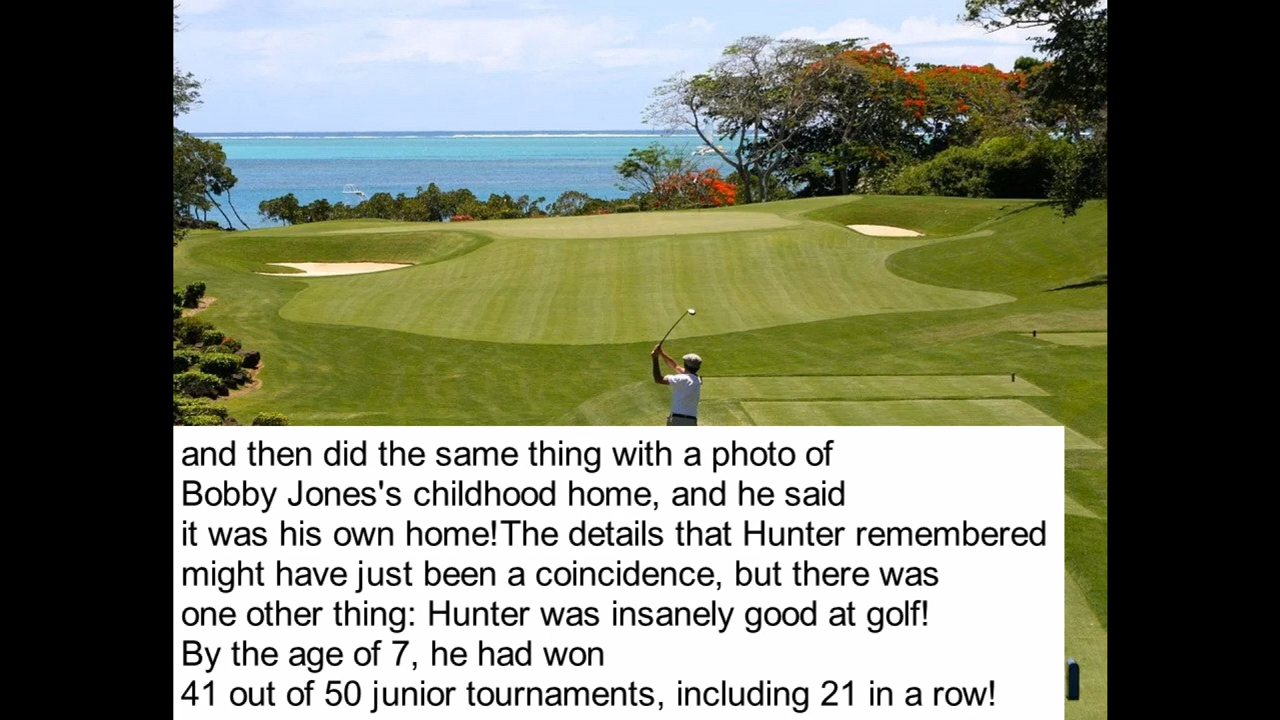 and then did the same thing with a photo of
Bobby Jones's childhood home, and he said
it was his own home!The details that Hunter remembered
might have just been a coincidence, but there was
one other thing: Hunter was insanely good at golf!
By the age of 7, he had won
41 out of 50 junior tournaments, including 21 in a row!